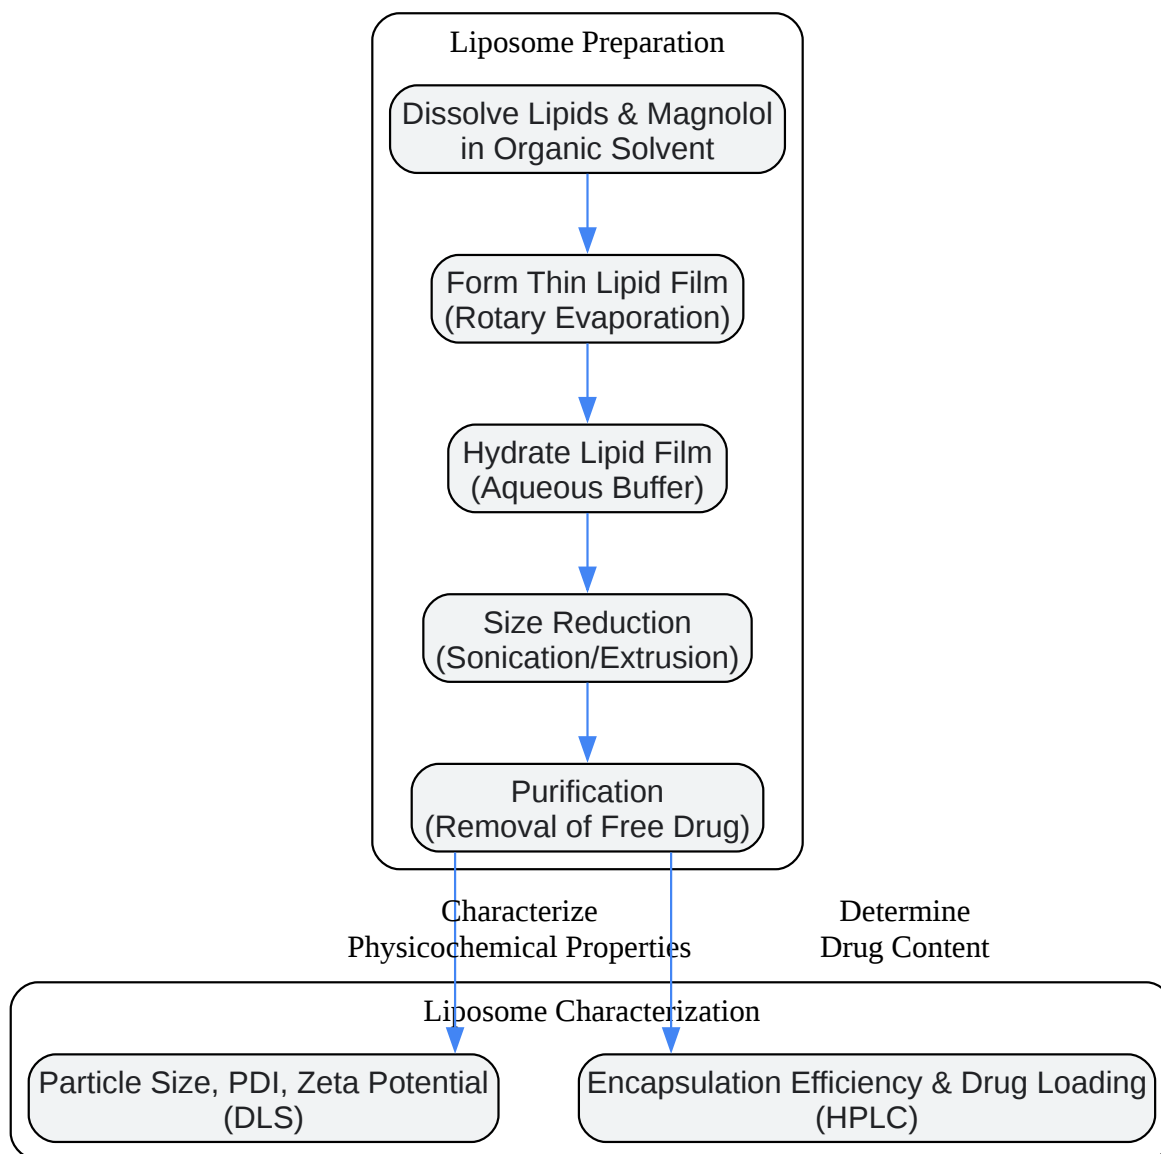 Liposome Preparation
Dissolve Lipids & Magnolol
in Organic Solvent
Form Thin Lipid Film
(Rotary Evaporation)
Hydrate Lipid Film
(Aqueous Buffer)
Size Reduction
(Sonication/Extrusion)
Purification
(Removal of Free Drug)
Characterize
Physicochemical Properties
Determine
Drug Content
Liposome Characterization
Particle Size, PDI, Zeta Potential
(DLS)
Encapsulation Efficiency & Drug Loading
(HPLC)